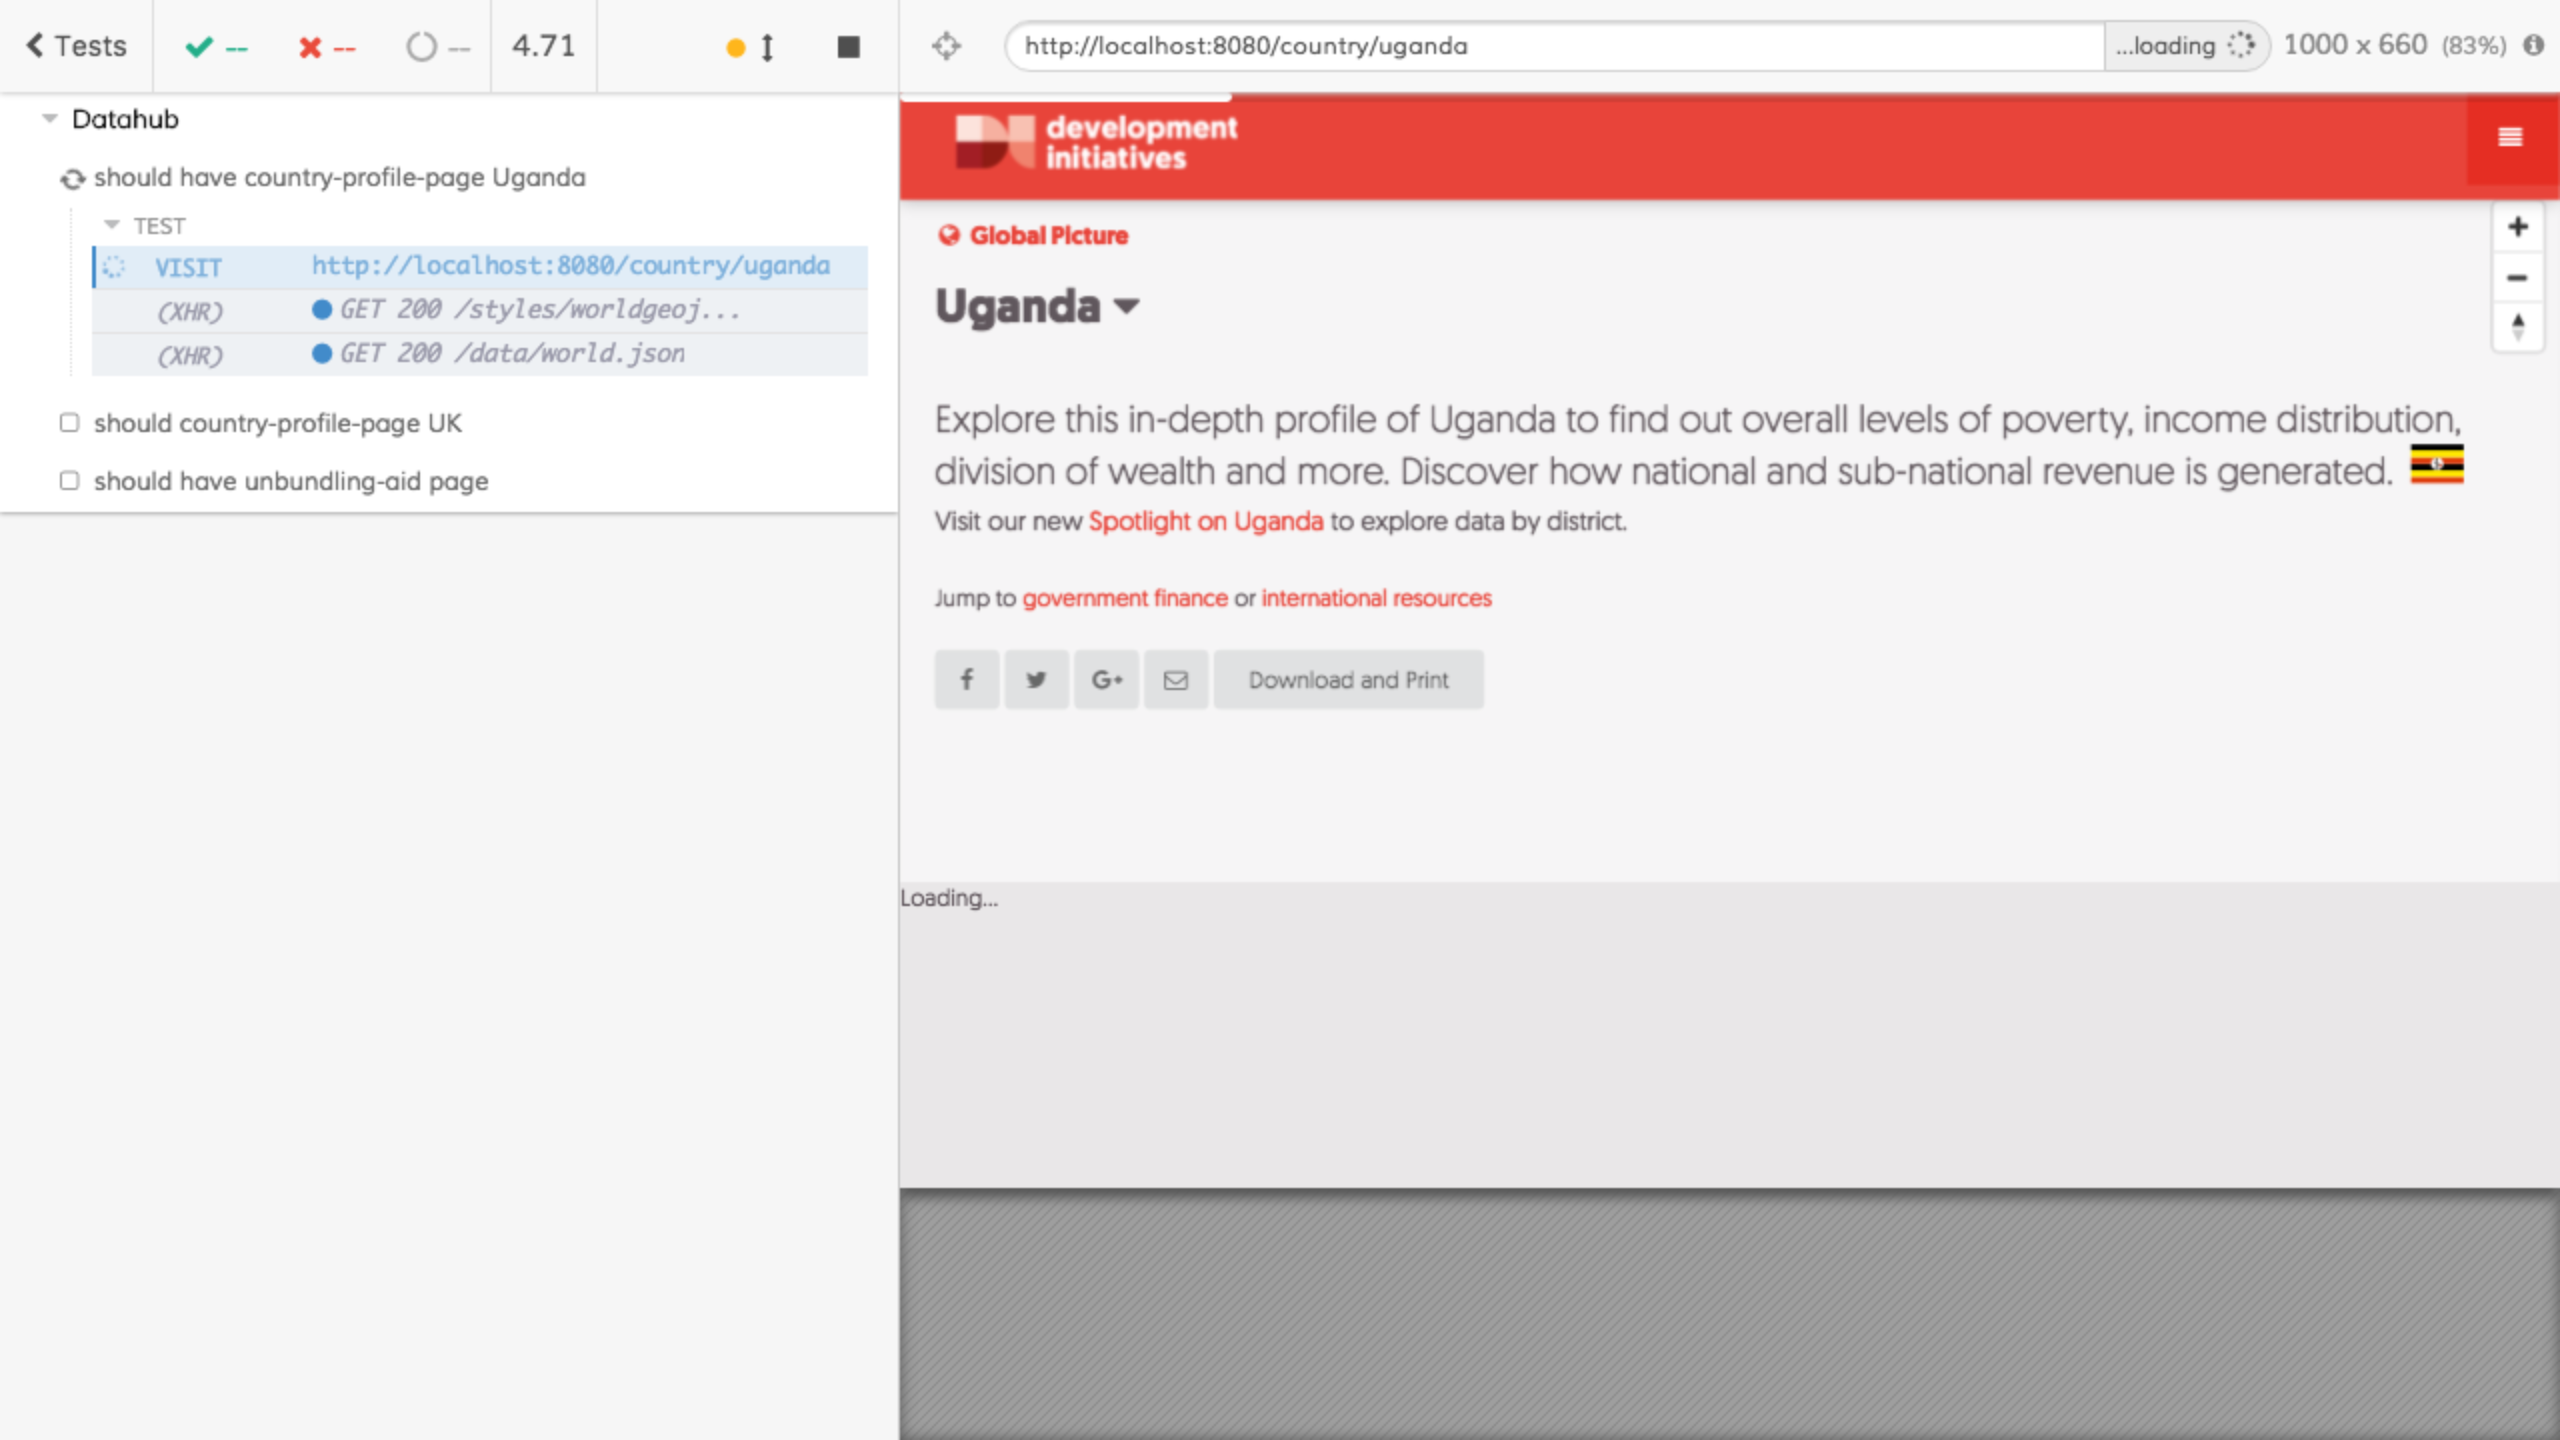 Tests
--
--
--
4.71
http://localhost:8080/country/uganda
...loading
1000 x 660 (83%)
Datahub
should have country-profile-page Uganda
TEST
VISIT http://localhost:8080/country/uganda
(XHR) GET 200 /styles/worldgeoj...
(XHR) GET 200 /data/world.json
should country-profile-page UK
should have unbundling-aid page
development
initiatives
Global Picture
Uganda
Explore this in-depth profile of Uganda to find out overall levels of poverty, income distribution,
division of wealth and more. Discover how national and sub-national revenue is generated.
Visit our new Spotlight on Uganda to explore data by district.
Jump to government finance or international resources
G+
Download and Print
Loading...